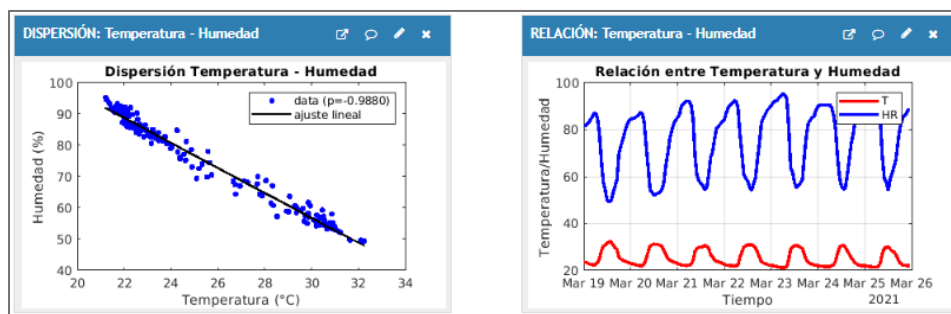 DISPERSIÓN: Temperatura - Humedad
Dispersión Temperatura - Humedad
data (p=-0.9880)
ajuste lineal
Humedad (%)
100
90
80
70
60
50
40
20 22 24 26 28 30 32 34
Temperatura (°C)
RELACIÓN: Temperatura - Humedad
Relación entre Temperatura y Humedad
T
HR
Temperatura/Humedad
100
80
60
40
20
Mar 19 Mar 20 Mar 21 Mar 22 Mar 23 Mar 24 Mar 25 Mar 26
Tiempo
2021